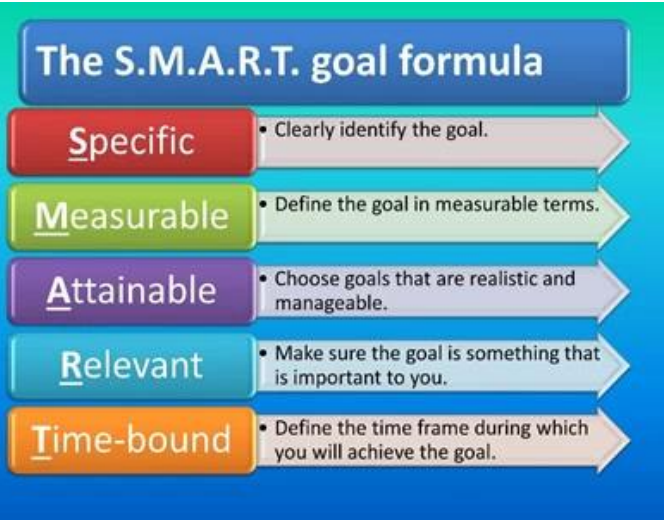 The S.M.A.R.T. goal formula
Specific
• Clearly identify the goal.
Measurable
• Define the goal in measurable terms.
Attainable
• Choose goals that are realistic and
manageable.
Relevant
• Make sure the goal is something that
is important to you.
Time-bound
• Define the time frame during which
you will achieve the goal.